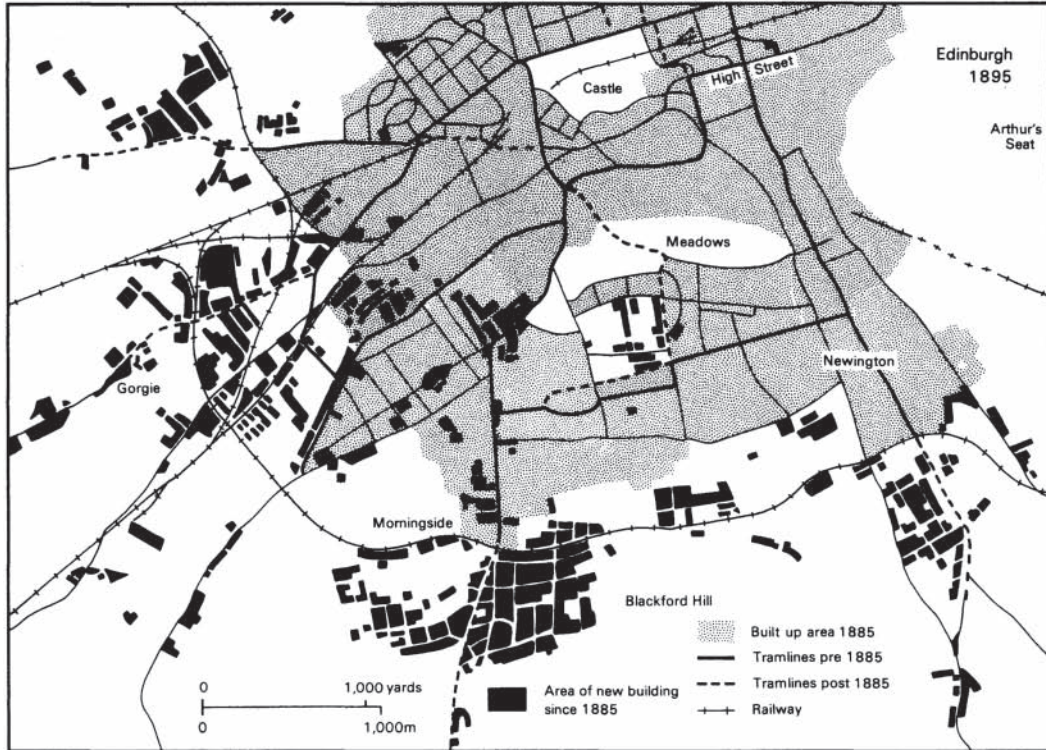 Edinburgh
1895
High Street
Castle
Arthur's
Seat
Meadows
Newington
Gorgie
Morningside
Blackford Hill
Built up area 1885
Tramlines pre 1885
Tramlines post 1885
Railway
Area of new building
since 1885
0 1,000 yards
0 1,000m